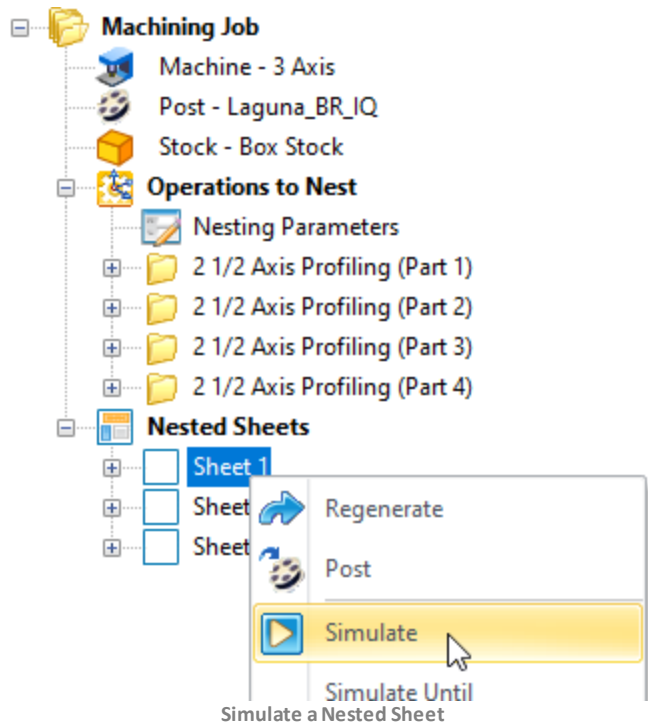 Machining Job
Machine - 3 Axis
Post - Laguna_BR_IQ
Stock - Box Stock
Operations to Nest
Nesting Parameters
2 1/2 Axis Profiling (Part 1)
2 1/2 Axis Profiling (Part 2)
2 1/2 Axis Profiling (Part 3)
2 1/2 Axis Profiling (Part 4)
Nested Sheets
Sheet 1
Sheet
Sheet
Regenerate
Post
Simulate
Simulate Until
Simulate a Nested Sheet